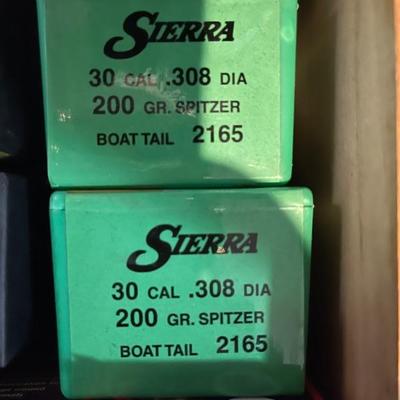 SIERRA
30 CAL .308 DIA
200 GR. SPITZER
BOAT TAIL 2165
SIERRA
30 CAL .308 DIA
200 GR. SPITZER
BOAT TAIL 2165